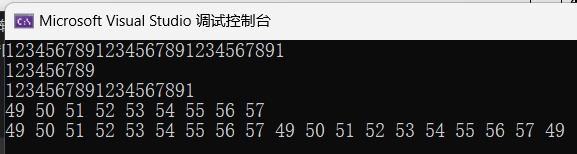 Microsoft Visual Studio 调试控制台
1234567891234567891234567891
123456789
1234567891234567891
49 50 51 52 53 54 55 56 57
49 50 51 52 53 54 55 56 57 49 50 51 52 53 54 55 56 57 49